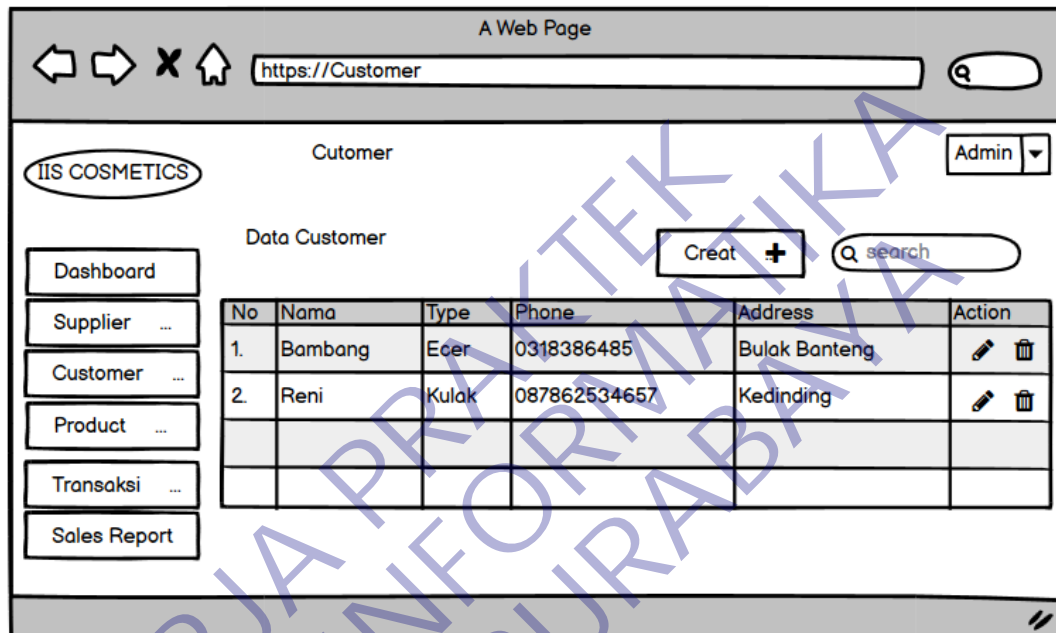 A Web Page
https://Customer
IIS COSMETICS
Cutomer
Admin
Data Customer
Creat
search
Dashboard
Supplier ...
Customer ...
Product ...
Transaksi ...
Sales Report
No Nama Type Phone Address Action
1. Bambang Ecer 0318386485 Bulak Banteng
2. Reni Kulak 087862534657 Kedinding
RJA PRAKTEK
INFORMATIKA
SURABAYA